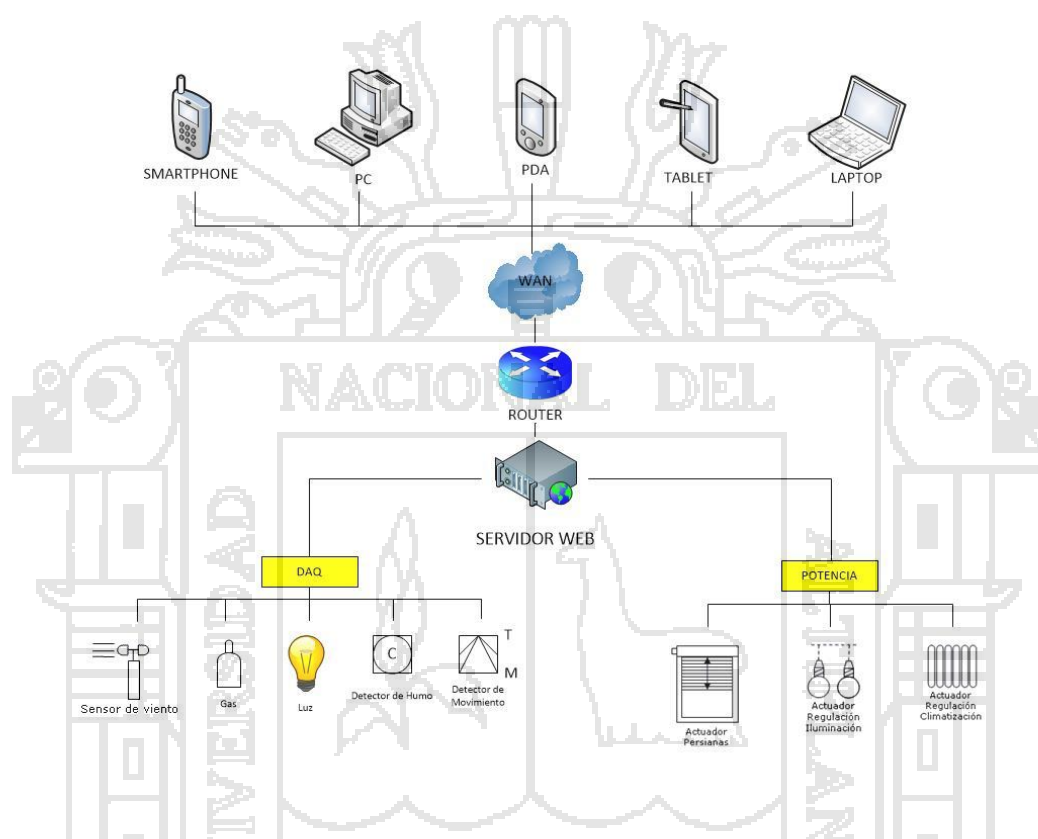 SMARTPHONE
PC
PDA
TABLET
LAPTOP
WAN
NACIONAL DEL
ROUTER
SERVIDOR WEB
DAQ
POTENCIA
T
C
M
Sensor de viento
Gas
Luz
Detector de Humo
Detector de
Movimiento
Actuador
Persianas
Actuador
Regulación
Iluminación
Actuador
Regulación
Climatización